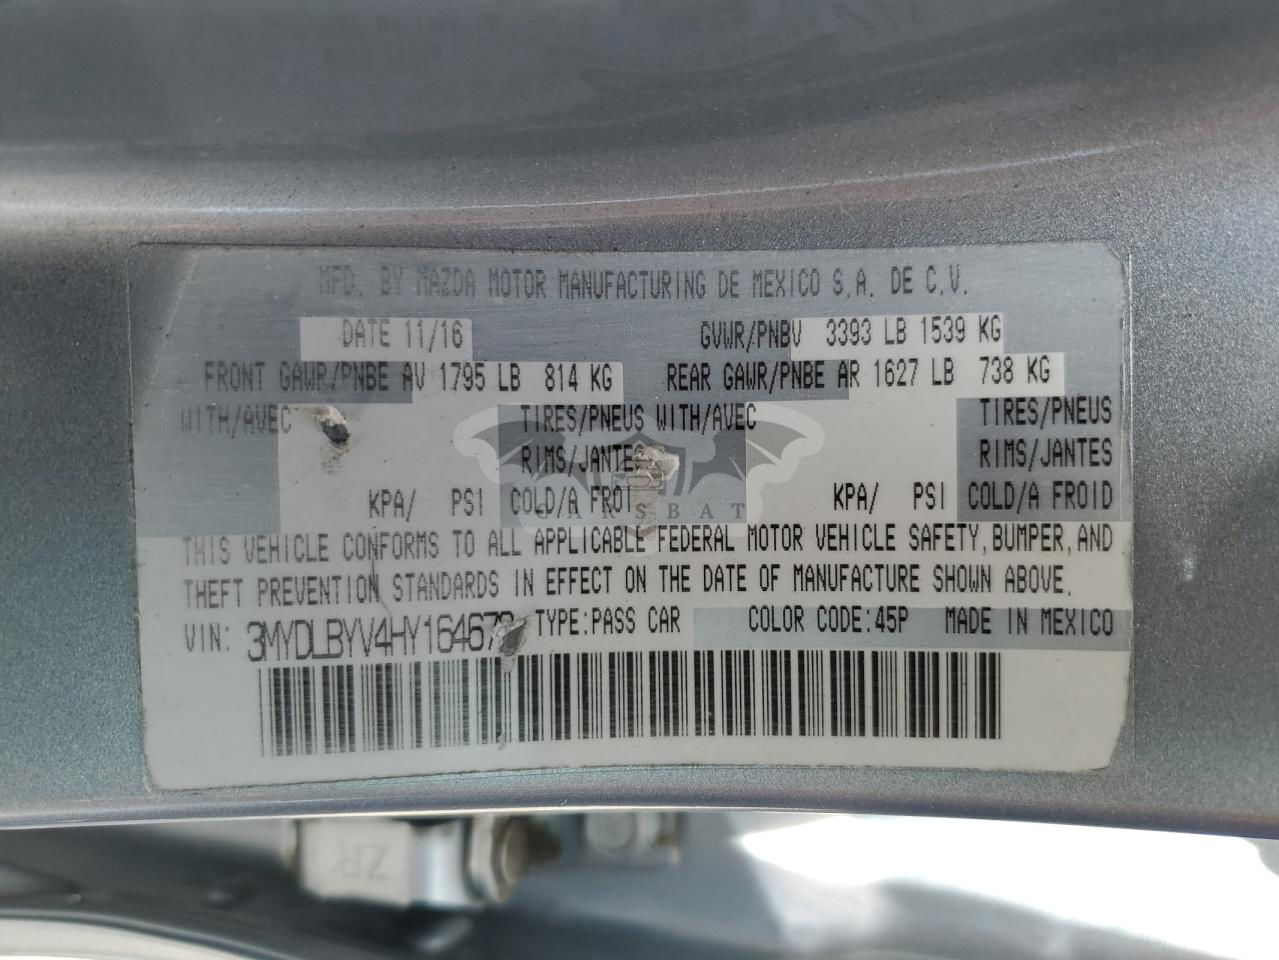 MFD. BY MAZDA MOTOR MANUFACTURING DE MEXICO S.A. DE C.V.
DATE 11/16 GVWR/PNBV 3393 LB 1539 KG
FRONT GAWR/PNBE AV 1795 LB 814 KG REAR GAWR/PNBE AR 1627 LB 738 KG
WITH/AVEC TIRES/PNEUS WITH/AVEC TIRES/PNEUS
RIMS/JANTES RIMS/JANTES
KPA/ PSI COLD/A FROI KPA/ PSI COLD/A FROID
CARSBAT
THIS VEHICLE CONFORMS TO ALL APPLICABLE FEDERAL MOTOR VEHICLE SAFETY, BUMPER, AND
THEFT PREVENTION STANDARDS IN EFFECT ON THE DATE OF MANUFACTURE SHOWN ABOVE.
VIN: TYPE:PASS CAR COLOR CODE:45P MADE IN MEXICO
ZR